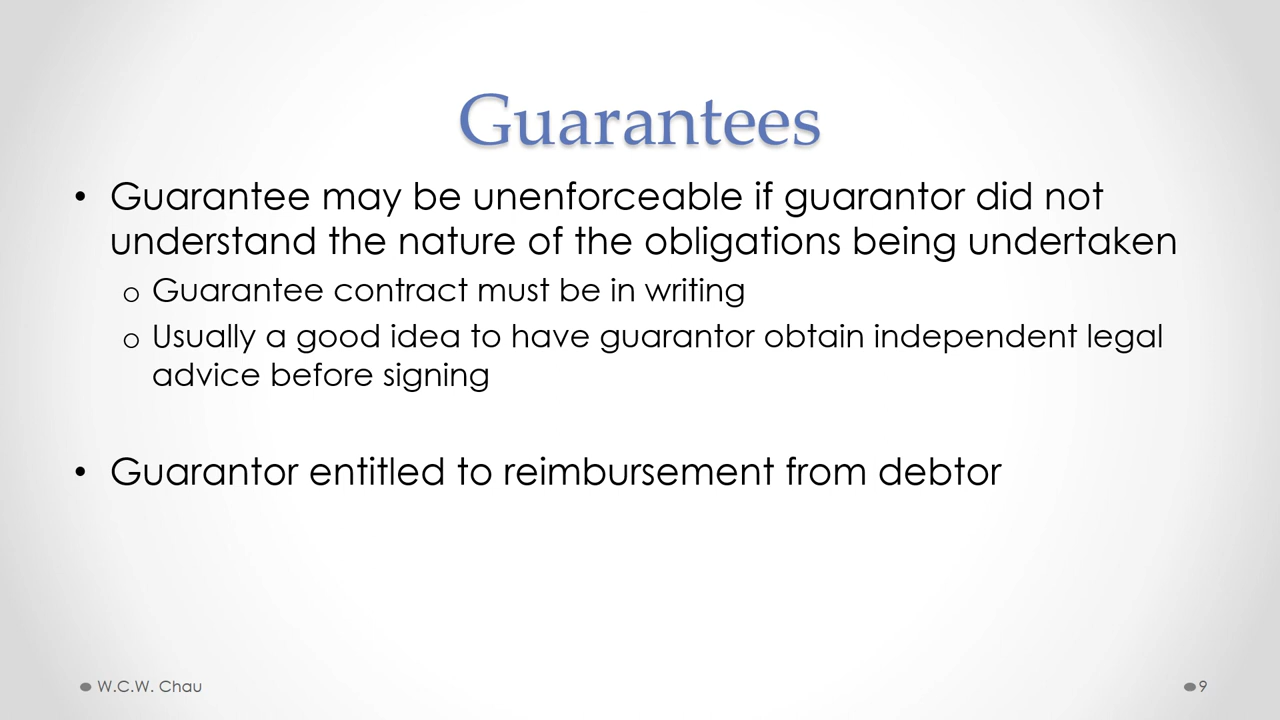 Guarantees
• Guarantee may be unenforceable if guarantor did not
understand the nature of the obligations being undertaken
o Guarantee contract must be in writing
o Usually a good idea to have guarantor obtain independent legal
advice before signing
• Guarantor entitled to reimbursement from debtor
W.C.W. Chau
9